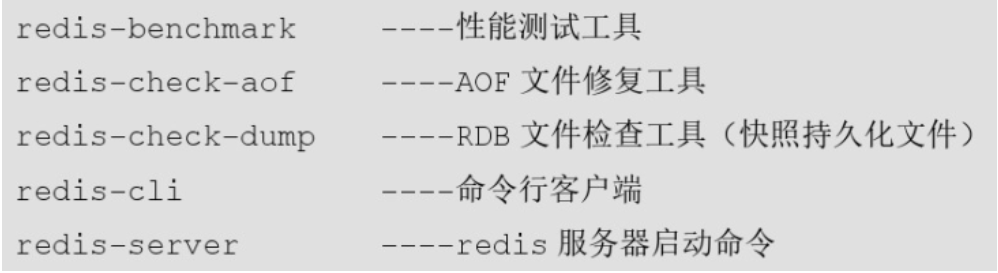 redis-benchmark ----性能测试工具
redis-check-aof ----AOF 文件修复工具
redis-check-dump ----RDB 文件检查工具（快照持久化文件）
redis-cli ----命令行客户端
redis-server ----redis 服务器启动命令